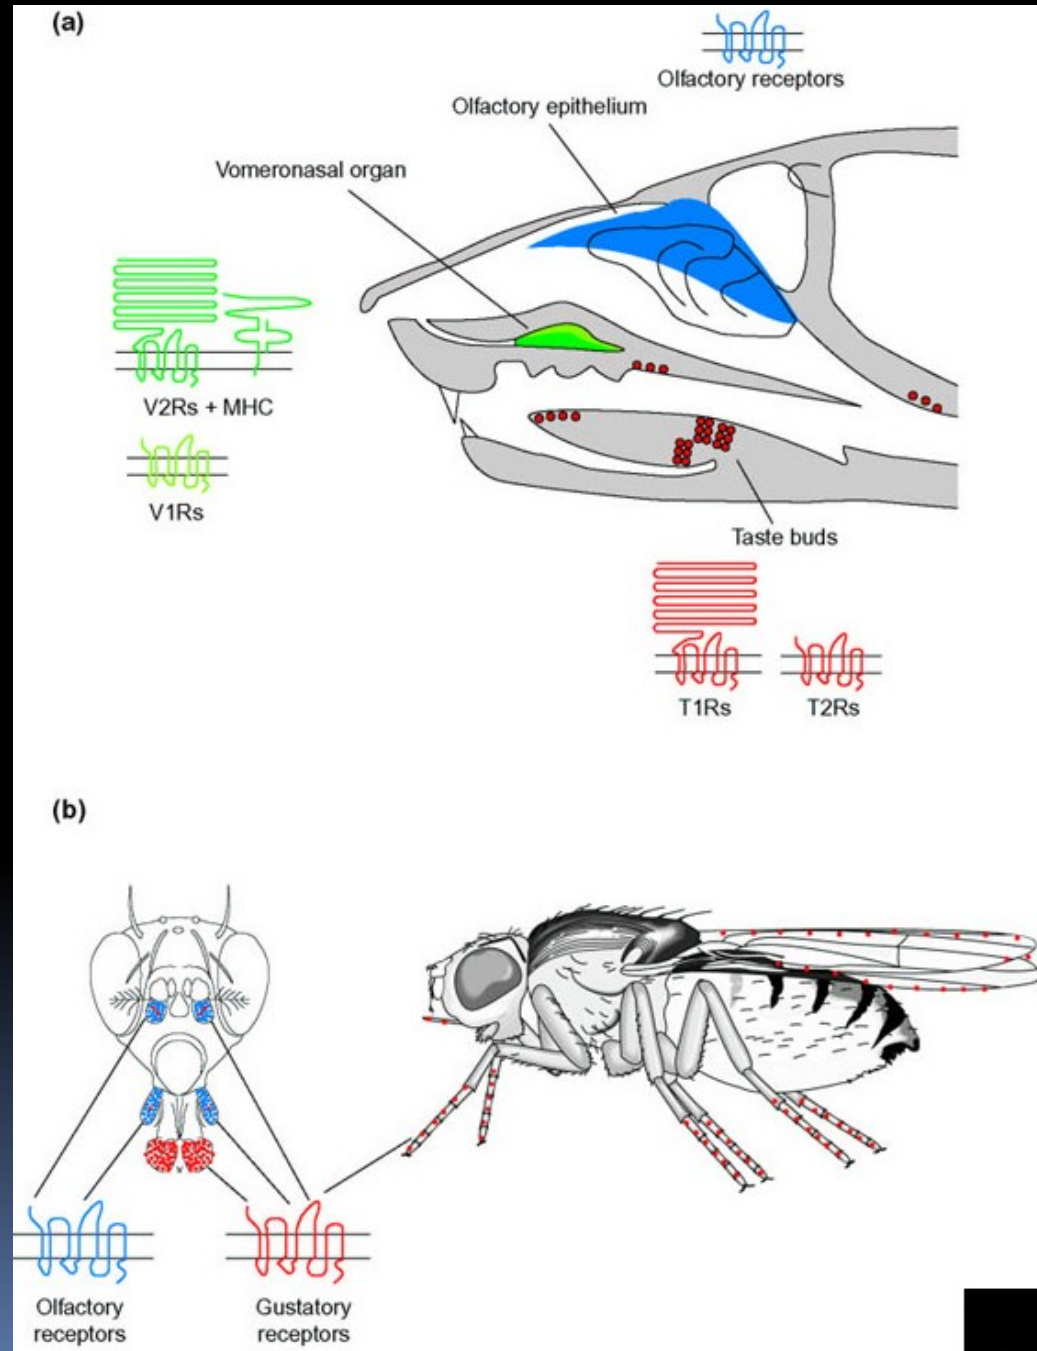 (a)
Olfactory receptors
Olfactory epithelium
Vomeronasal organ
V2Rs + MHC
V1Rs
Taste buds
T1Rs
T2Rs
(b)
Olfactory
receptors
Gustatory
receptors